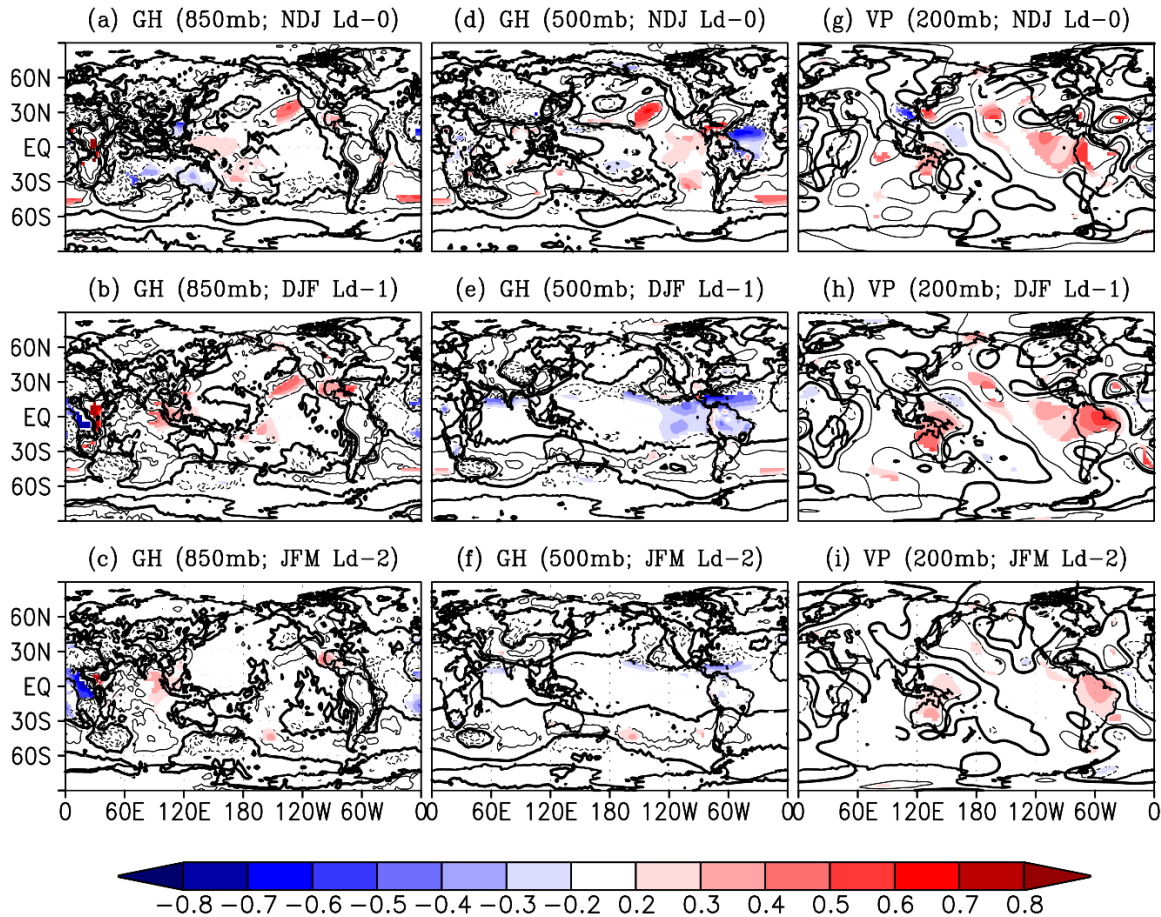 (a) GH (850mb; NDJ Ld-0)
(d) GH (500mb; NDJ Ld-0)
(g) VP (200mb; NDJ Ld-0)
60N
30N
EQ
30S
60S
(b) GH (850mb; DJF Ld-1)
(e) GH (500mb; DJF Ld-1)
(h) VP (200mb; DJF Ld-1)
60N
30N
EQ
30S
60S
(c) GH (850mb; JFM Ld-2)
(f) GH (500mb; JFM Ld-2)
(i) VP (200mb; JFM Ld-2)
60N
30N
EQ
30S
60S
0 60E 120E 180 120W 60W 0 60E 120E 180 120W 60W 0 60E 120E 180 120W 60W 0
-0.8 -0.7 -0.6 -0.5 -0.4 -0.3 -0.2 0.2 0.3 0.4 0.5 0.6 0.7 0.8